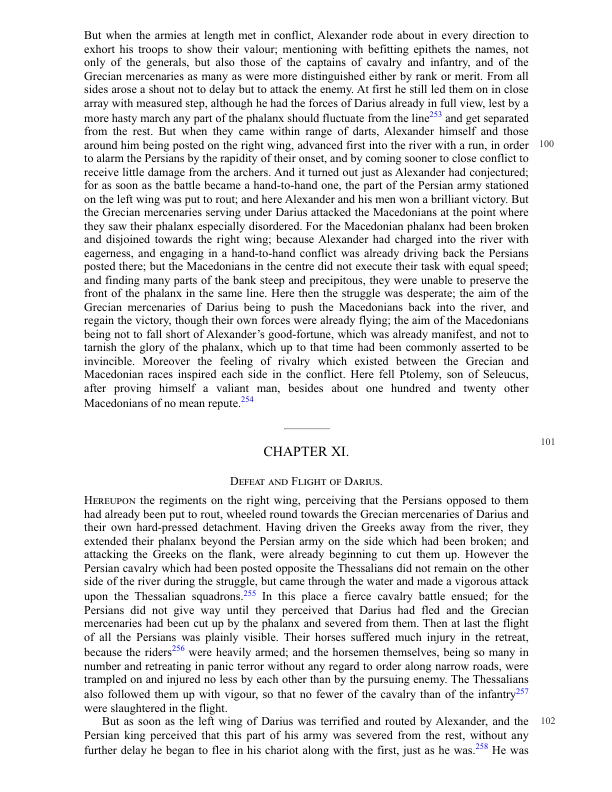 But when the armies at length met in conflict, Alexander rode about in every direction to
exhort his troops to show their valour; mentioning with befitting epithets the names, not
only of the generals, but also those of the captains of cavalry and infantry, and of the
Grecian mercenaries as many as were more distinguished either by rank or merit. From all
sides arose a shout not to delay but to attack the enemy. At first he still led them on in close
array with measured step, although he had the forces of Darius already in full view, lest by a
more hasty march any part of the phalanx should fluctuate from the line253 and get separated
from the rest. But when they came within range of darts, Alexander himself and those
around him being posted on the right wing, advanced first into the river with a run, in order 100
to alarm the Persians by the rapidity of their onset, and by coming sooner to close conflict to
receive little damage from the archers. And it turned out just as Alexander had conjectured;
for as soon as the battle became a hand-to-hand one, the part of the Persian army stationed
on the left wing was put to rout; and here Alexander and his men won a brilliant victory. But
the Grecian mercenaries serving under Darius attacked the Macedonians at the point where
they saw their phalanx especially disordered. For the Macedonian phalanx had been broken
and disjoined towards the right wing; because Alexander had charged into the river with
eagerness, and engaging in a hand-to-hand conflict was already driving back the Persians
posted there; but the Macedonians in the centre did not execute their task with equal speed;
and finding many parts of the bank steep and precipitous, they were unable to preserve the
front of the phalanx in the same line. Here then the struggle was desperate; the aim of the
Grecian mercenaries of Darius being to push the Macedonians back into the river, and
regain the victory, though their own forces were already flying; the aim of the Macedonians
being not to fall short of Alexander’s good-fortune, which was already manifest, and not to
tarnish the glory of the phalanx, which up to that time had been commonly asserted to be
invincible. Moreover the feeling of rivalry which existed between the Grecian and
Macedonian races inspired each side in the conflict. Here fell Ptolemy, son of Seleucus,
after proving himself a valiant man, besides about one hundred and twenty other
Macedonians of no mean repute.254
101
CHAPTER XI.
Defeat and Flight of Darius.
Hereupon the regiments on the right wing, perceiving that the Persians opposed to them
had already been put to rout, wheeled round towards the Grecian mercenaries of Darius and
their own hard-pressed detachment. Having driven the Greeks away from the river, they
extended their phalanx beyond the Persian army on the side which had been broken; and
attacking the Greeks on the flank, were already beginning to cut them up. However the
Persian cavalry which had been posted opposite the Thessalians did not remain on the other
side of the river during the struggle, but came through the water and made a vigorous attack
upon the Thessalian squadrons.255 In this place a fierce cavalry battle ensued; for the
Persians did not give way until they perceived that Darius had fled and the Grecian
mercenaries had been cut up by the phalanx and severed from them. Then at last the flight
of all the Persians was plainly visible. Their horses suffered much injury in the retreat,
because the riders256 were heavily armed; and the horsemen themselves, being so many in
number and retreating in panic terror without any regard to order along narrow roads, were
trampled on and injured no less by each other than by the pursuing enemy. The Thessalians
also followed them up with vigour, so that no fewer of the cavalry than of the infantry257
were slaughtered in the flight.
But as soon as the left wing of Darius was terrified and routed by Alexander, and the 102
Persian king perceived that this part of his army was severed from the rest, without any
further delay he began to flee in his chariot along with the first, just as he was.258 He was